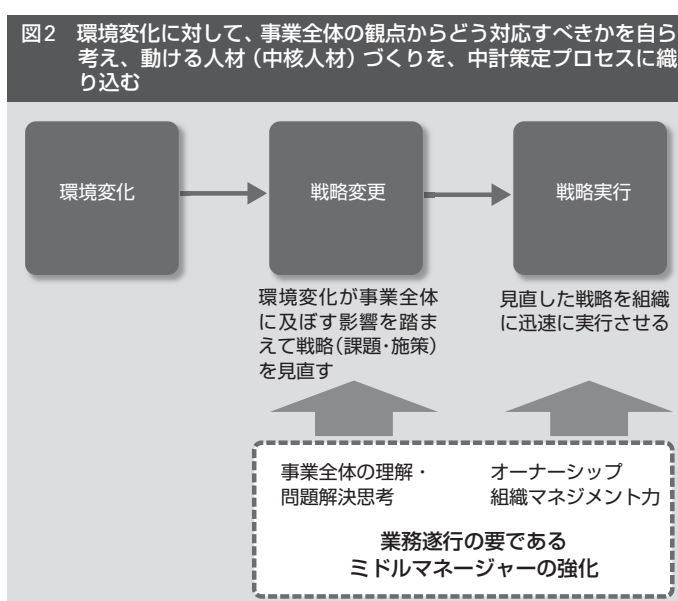 図2 環境変化に対して、事業全体の観点からどう対応すべきかを自ら
考え、動ける人材（中核人材）づくりを、中計策定プロセスに織
り込む
環境変化
戦略変更
戦略実行
環境変化が事業全体
に及ぼす影響を踏ま
えて戦略（課題・施策）
を見直す
見直した戦略を組織
に迅速に実行させる
事業全体の理解・
問題解決思考
オーナーシップ
組織マネジメント力
業務遂行の要である
ミドルマネージャーの強化